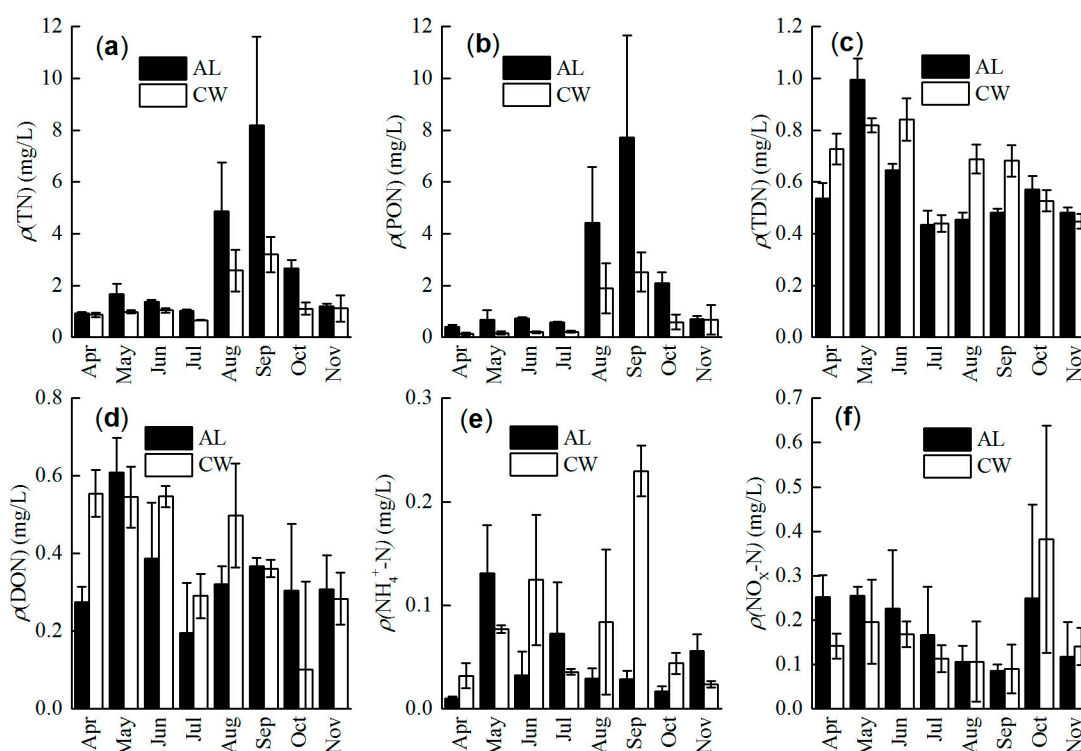 (a)
AL
CW
ρ(TN) (mg/L)
12
10
8
6
4
2
0
Apr May Jun Jul Aug Sep Oct Nov
(b)
AL
CW
ρ(PON) (mg/L)
12
10
8
6
4
2
0
Apr May Jun Jul Aug Sep Oct Nov
(c)
AL
CW
ρ(TDN) (mg/L)
1.2
1.0
0.8
0.6
0.4
0.2
0.0
Apr May Jun Jul Aug Sep Oct Nov
(d)
AL
CW
ρ(DON) (mg/L)
0.8
0.6
0.4
0.2
0.0
Apr May Jun Jul Aug Sep Oct Nov
(e)
AL
CW
ρ(NH₄⁺-N) (mg/L)
0.3
0.2
0.1
0.0
Apr May Jun Jul Aug Sep Oct Nov
(f)
AL
CW
ρ(NOₓ-N) (mg/L)
0.7
0.6
0.5
0.4
0.3
0.2
0.1
0.0
Apr May Jun Jul Aug Sep Oct Nov